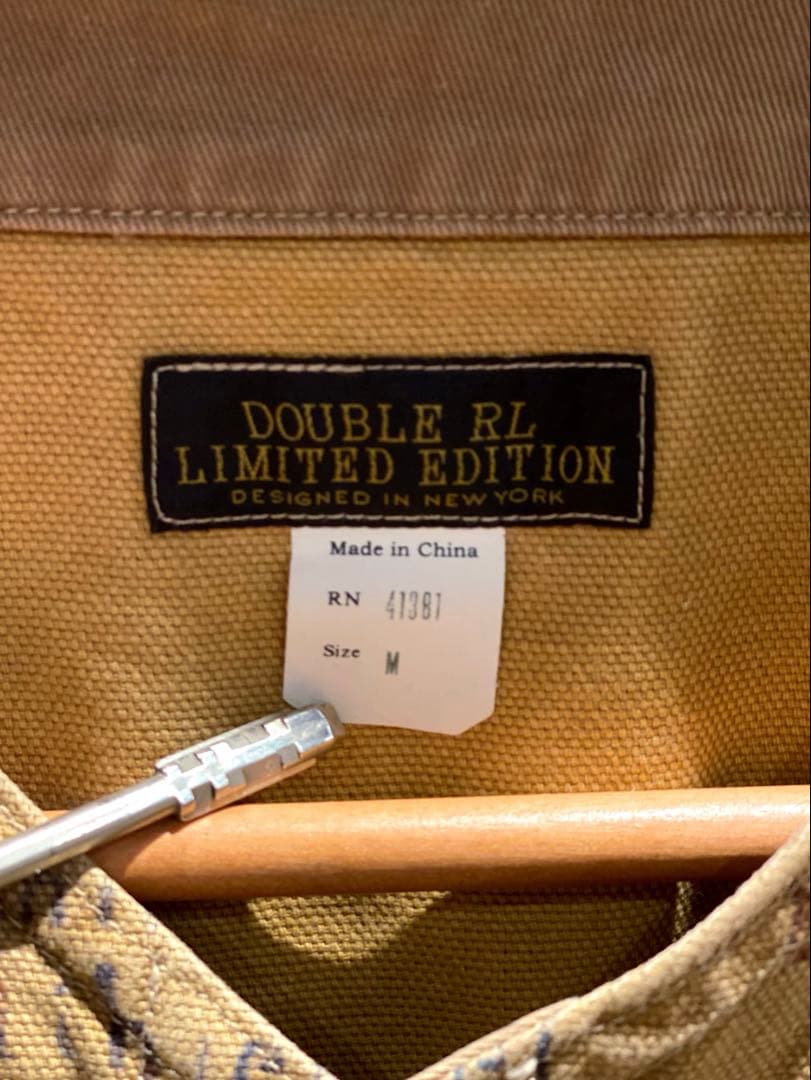 DOUBLE RL
LIMITED EDITION
DESIGNED IN NEW YORK
Made in China
RN 41381
Size M